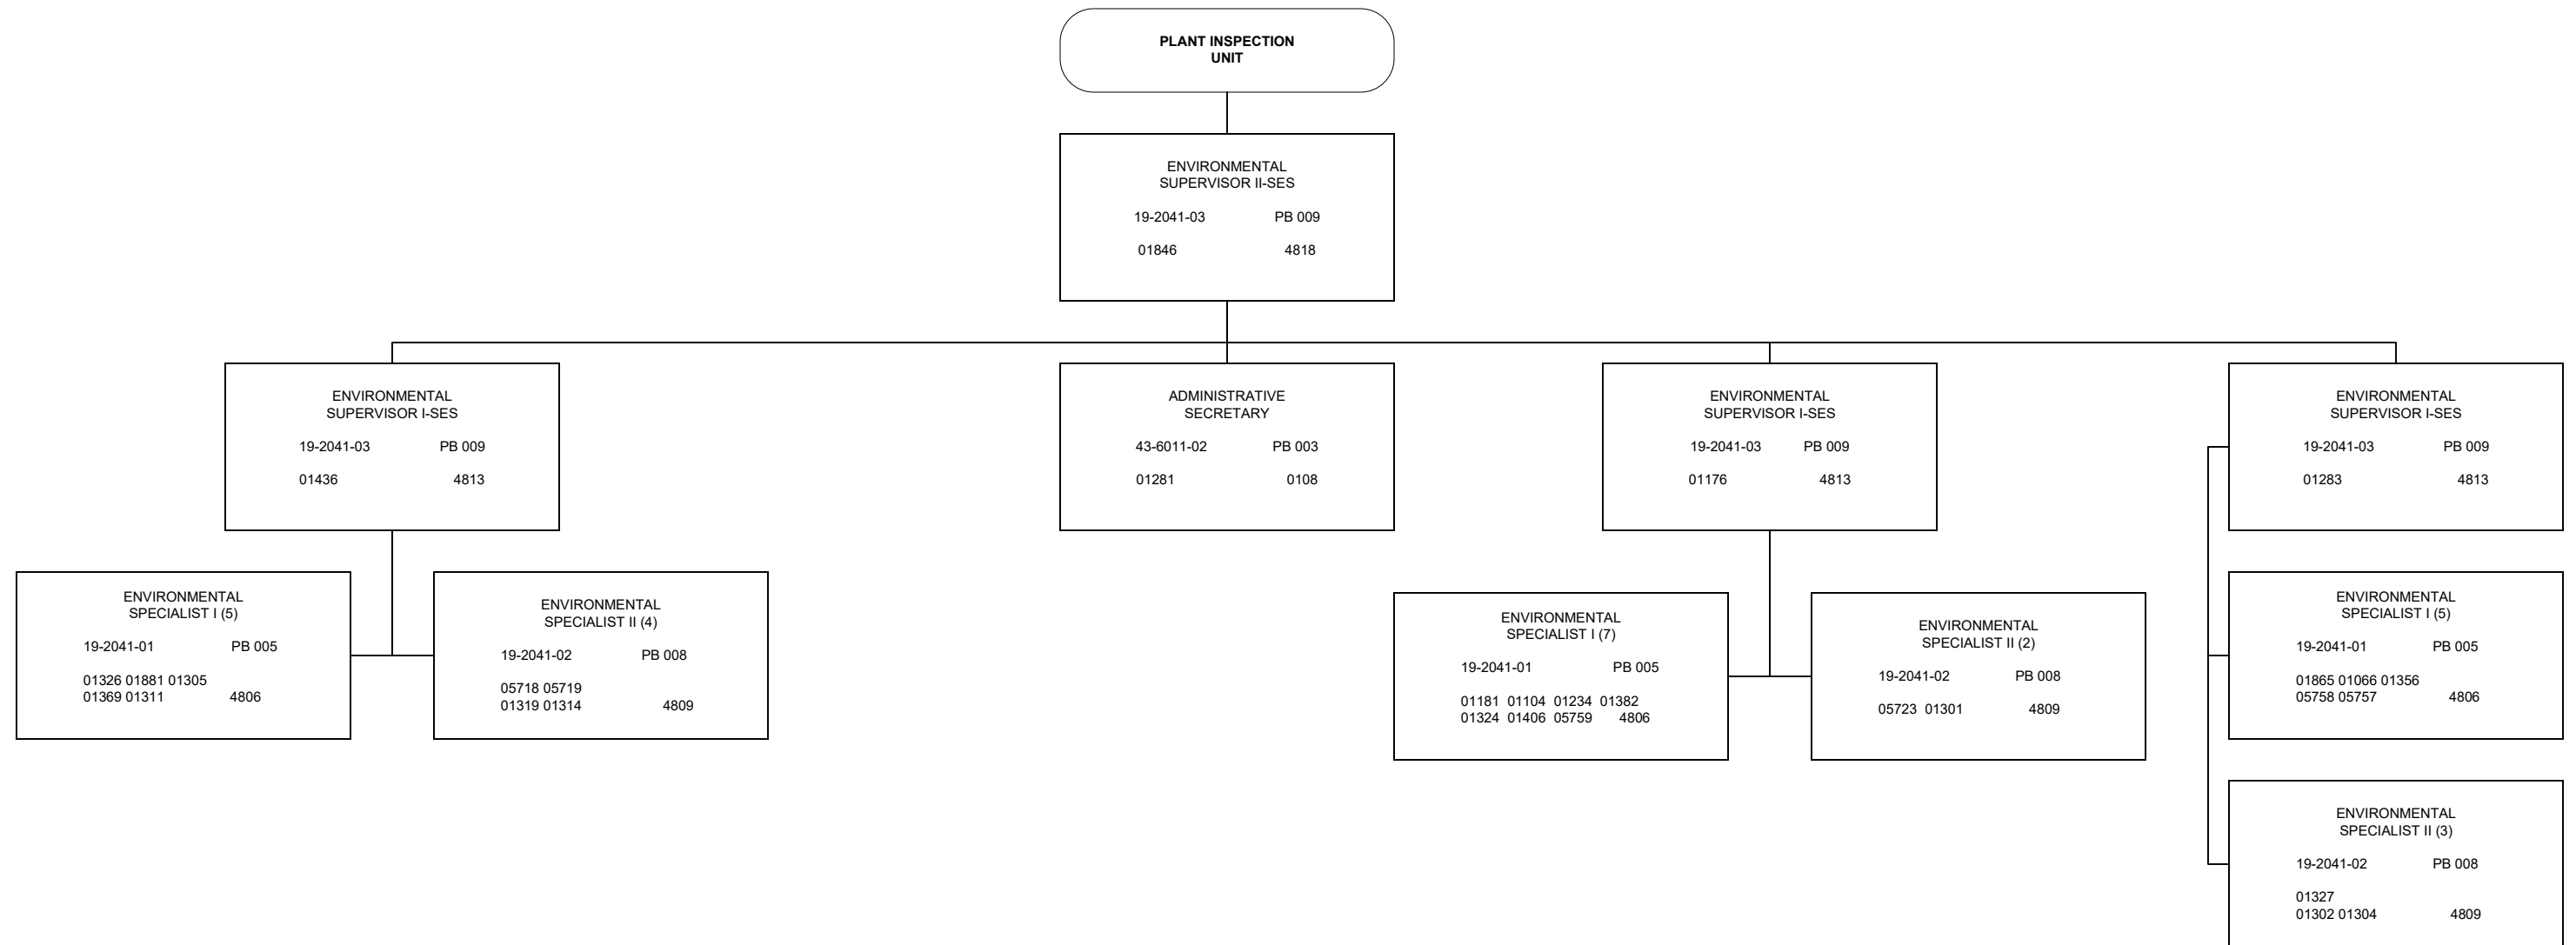 PLANT INSPECTION
UNIT
ENVIRONMENTAL
SUPERVISOR II-SES
19-2041-03 PB 009
01846 4818
ENVIRONMENTAL
SUPERVISOR I-SES
19-2041-03 PB 009
01436 4813
ADMINISTRATIVE
SECRETARY
43-6011-02 PB 003
01281 0108
ENVIRONMENTAL
SUPERVISOR I-SES
19-2041-03 PB 009
01176 4813
ENVIRONMENTAL
SUPERVISOR I-SES
19-2041-03 PB 009
01283 4813
ENVIRONMENTAL
SPECIALIST I (5)
19-2041-01 PB 005
01326 01881 01305
01369 01311 4806
ENVIRONMENTAL
SPECIALIST II (4)
19-2041-02 PB 008
05718 05719
01319 01314 4809
ENVIRONMENTAL
SPECIALIST I (7)
19-2041-01 PB 005
01181 01104 01234 01382
01324 01406 05759 4806
ENVIRONMENTAL
SPECIALIST II (2)
19-2041-02 PB 008
05723 01301 4809
ENVIRONMENTAL
SPECIALIST I (5)
19-2041-01 PB 005
01865 01066 01356
05758 05757 4806
ENVIRONMENTAL
SPECIALIST II (3)
19-2041-02 PB 008
01327
01302 01304 4809